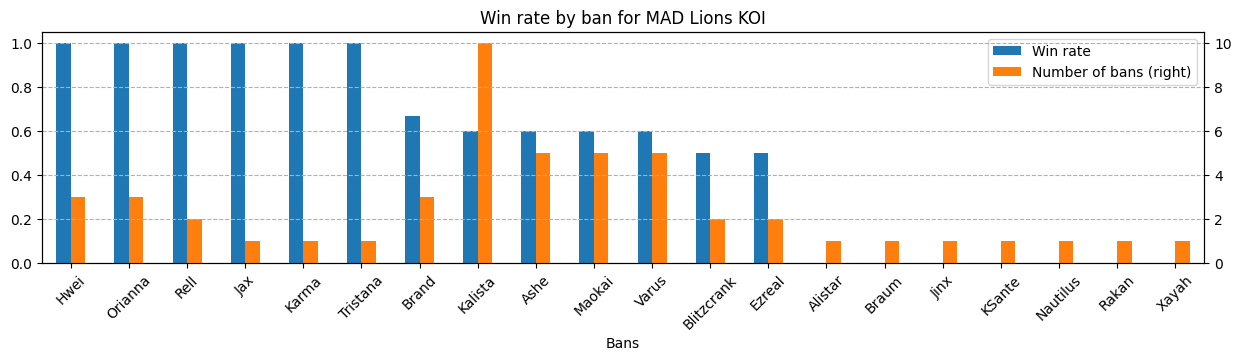 Win rate by ban for MAD Lions KOI
Win rate
Number of bans (right)
1.0
0.8
0.6
0.4
0.2
0.0
10
8
6
4
2
0
Hwei
Orianna
Rell
Jax
Karma
Tristana
Brand
Kalista
Ashe
Maokai
Varus
Blitzcrank
Ezreal
Alistar
Braum
Jinx
KSante
Nautilus
Rakan
Xayah
Bans